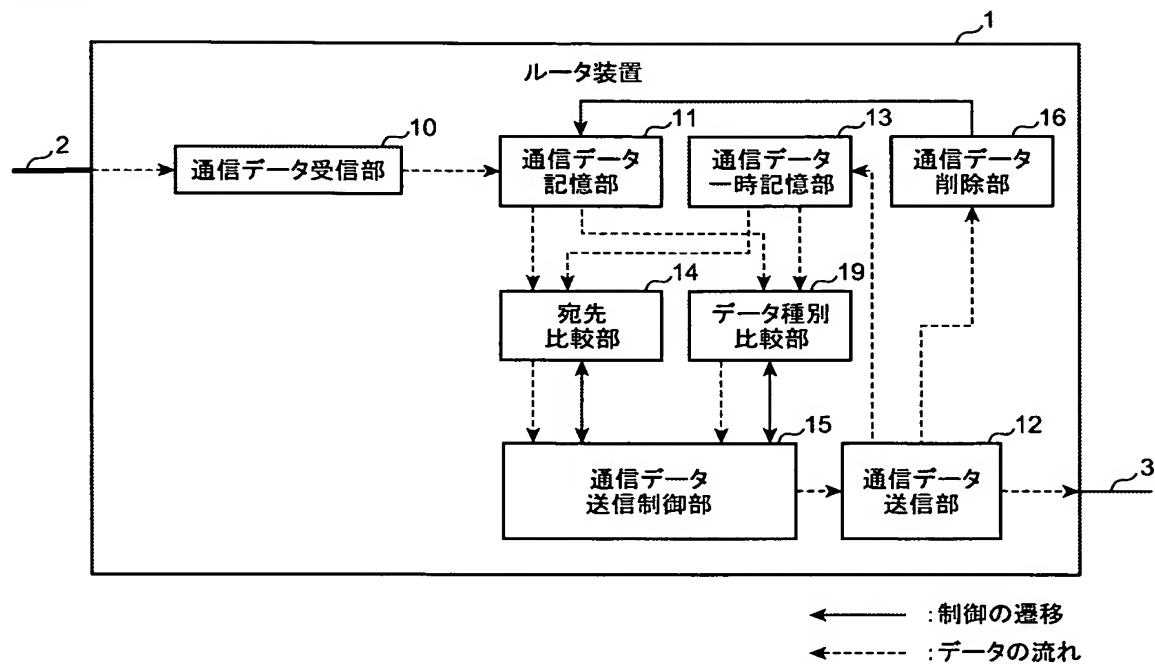 1
ルータ装置
2
10
通信データ受信部
11
通信データ
記憶部
13
通信データ
一時記憶部
16
通信データ
削除部
14
宛先
比較部
19
データ種別
比較部
15
通信データ
送信制御部
12
通信データ
送信部
3
:制御の遷移
:データの流れ